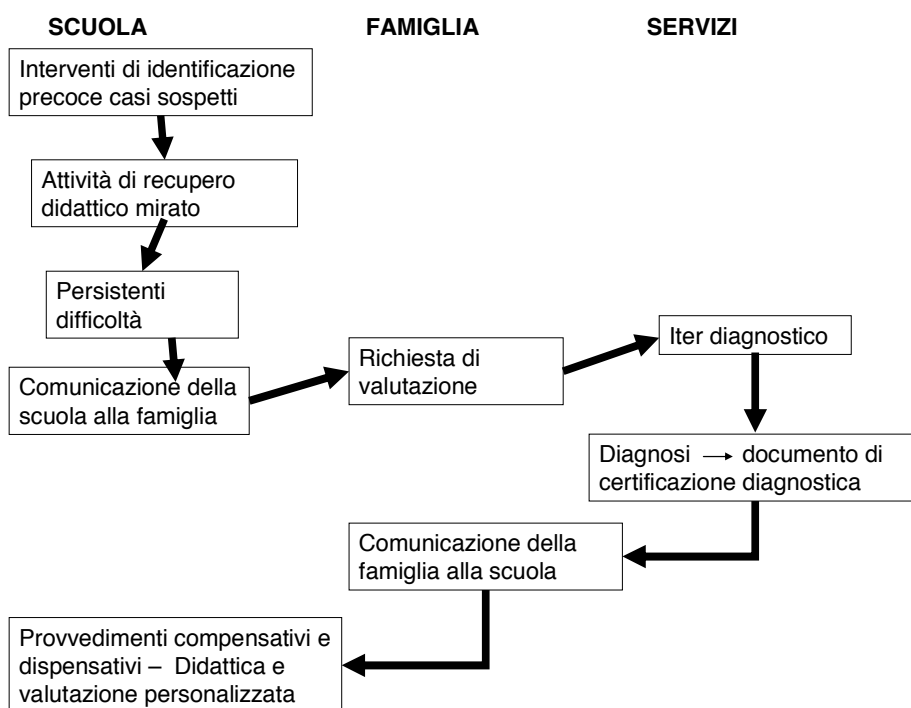 SCUOLA
FAMIGLIA
SERVIZI
Interventi di identificazione
precoce casi sospetti
Attività di recupero
didattico mirato
Persistenti
difficoltà
Comunicazione della
scuola alla famiglia
Richiesta di
valutazione
Iter diagnostico
Diagnosi → documento di
certificazione diagnostica
Comunicazione della
famiglia alla scuola
Provvedimenti compensativi e
dispensativi – Didattica e
valutazione personalizzata